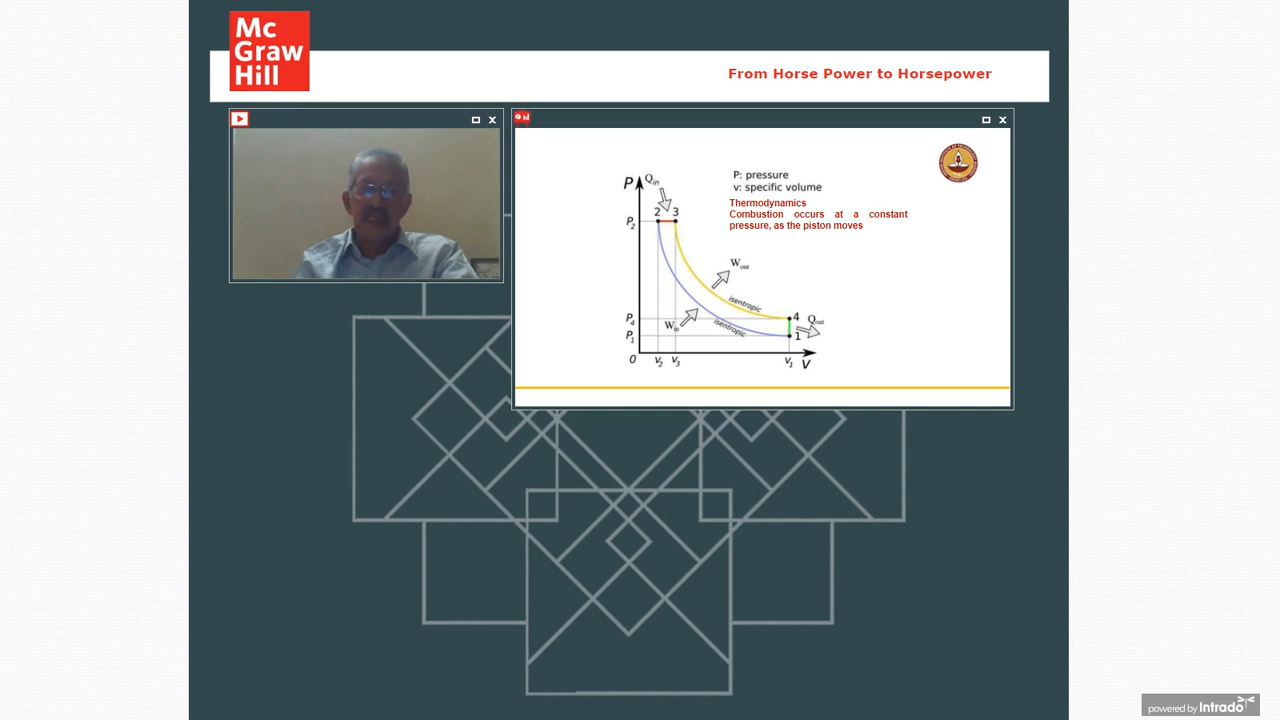 Mc
Graw
Hill
From Horse Power to Horsepower
P: pressure
v: specific volume
Thermodynamics
Combustion occurs at a constant
pressure, as the piston moves
P
Qin
2 3
P2
Wout
isentropic
P4
4 Qout
Win
isentropic
P1
1
0 v2 v3 v1 v
powered by Intrado